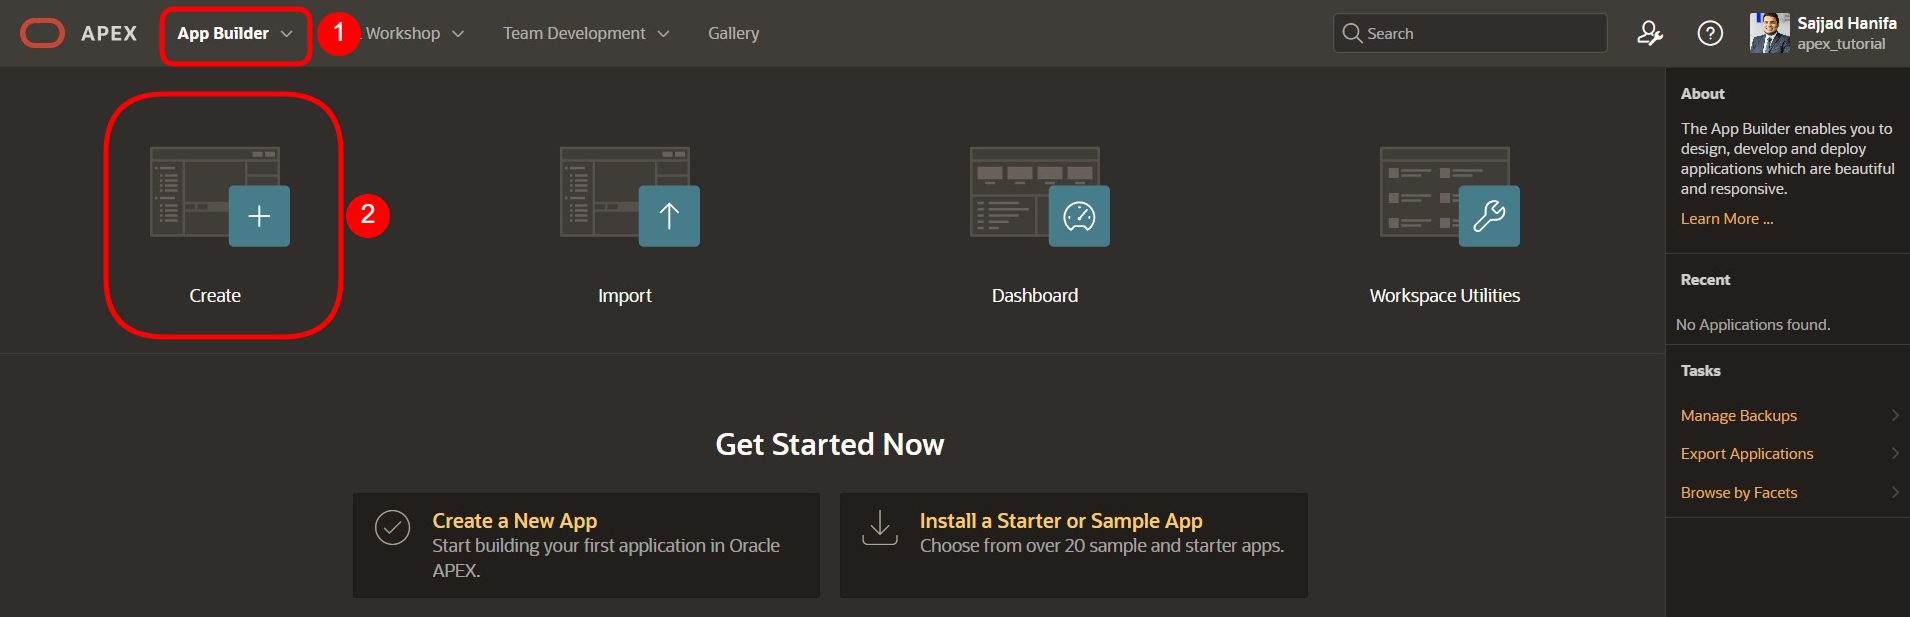 APEX
App Builder
1
Workshop
Team Development
Gallery
Search
?
Sajjad Hanifa
apex_tutorial
2
Create
Import
Dashboard
Workspace Utilities
About
The App Builder enables you to
design, develop and deploy
applications which are beautiful
and responsive.
Learn More ...
Recent
No Applications found.
Tasks
Manage Backups
Export Applications
Browse by Facets
Get Started Now
Create a New App
Start building your first application in Oracle
APEX.
Install a Starter or Sample App
Choose from over 20 sample and starter apps.